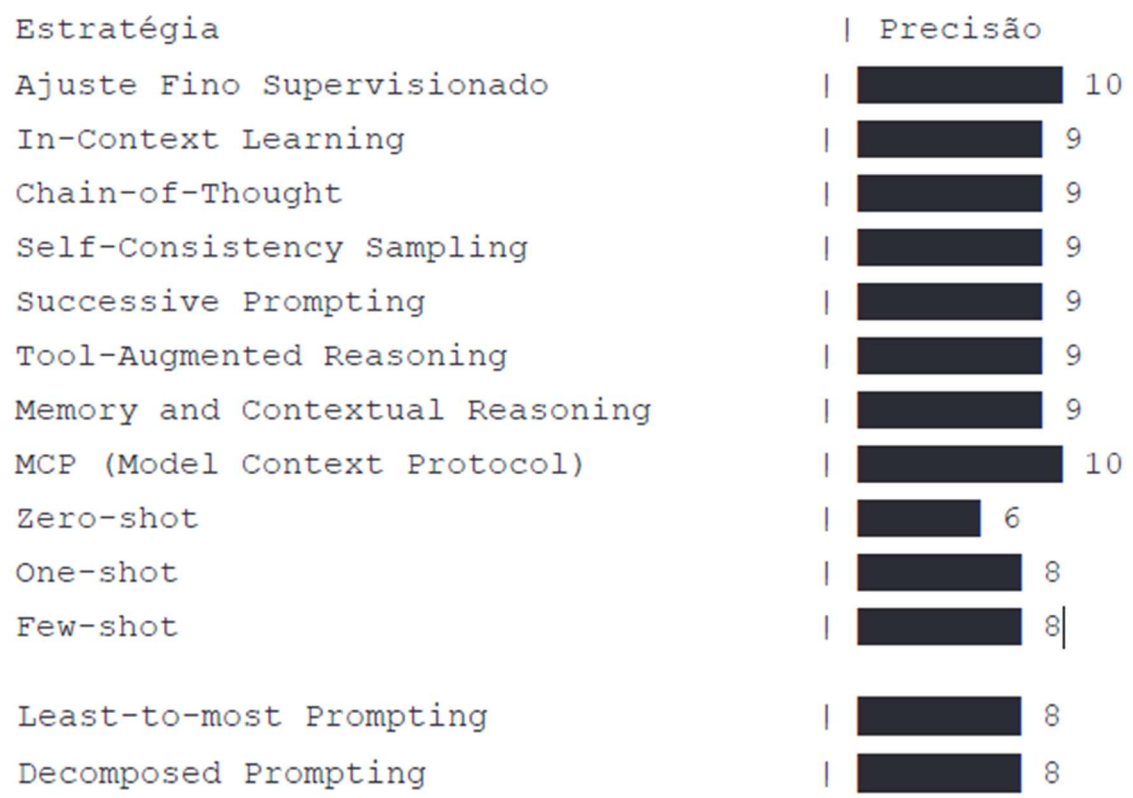 Estratégia | Precisão
Ajuste Fino Supervisionado | 10
In-Context Learning | 9
Chain-of-Thought | 9
Self-Consistency Sampling | 9
Successive Prompting | 9
Tool-Augmented Reasoning | 9
Memory and Contextual Reasoning | 9
MCP (Model Context Protocol) | 10
Zero-shot | 6
One-shot | 8
Few-shot | 8
Least-to-most Prompting | 8
Decomposed Prompting | 8